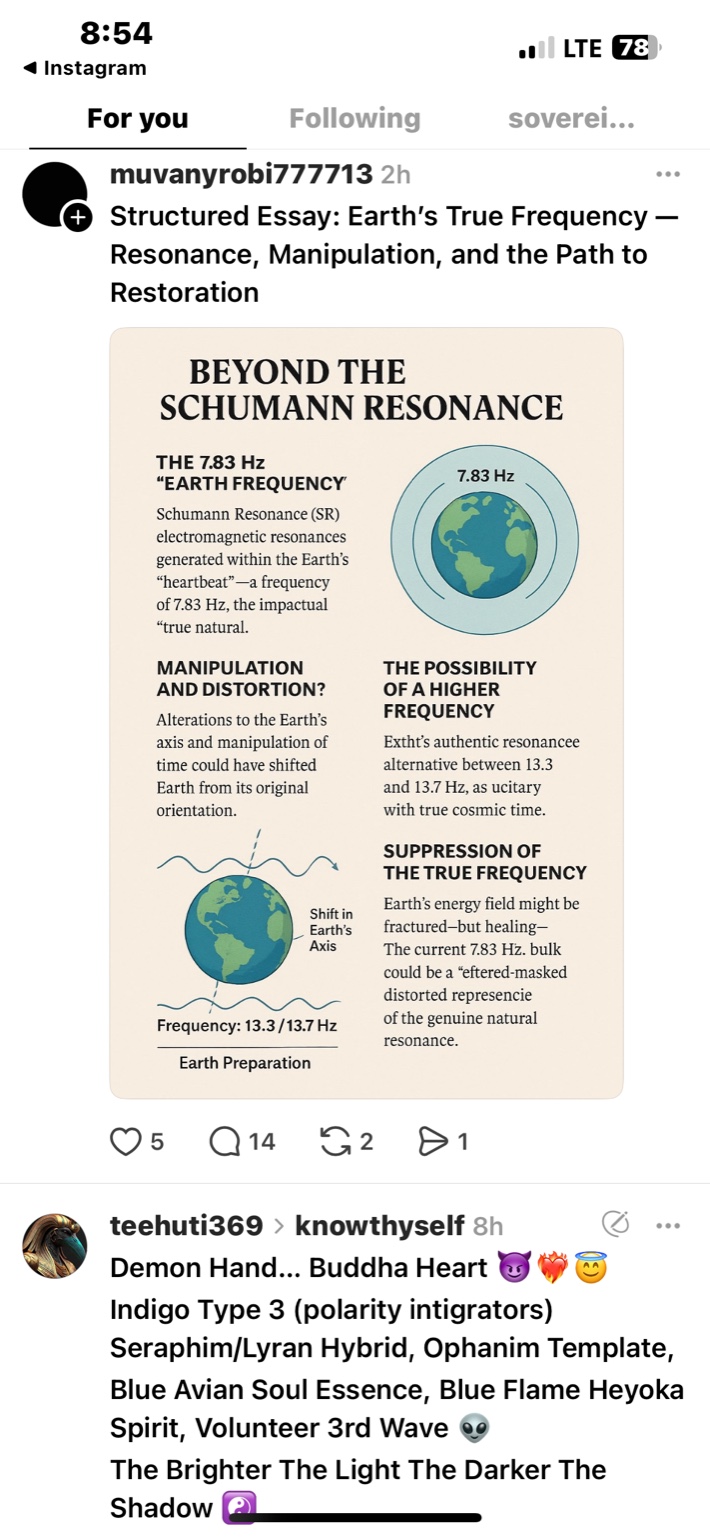 8:54
LTE 78
◀ Instagram
For you Following soverei...
muvanyrobi777713 2h
Structured Essay: Earth's True Frequency —
Resonance, Manipulation, and the Path to
Restoration
BEYOND THE
SCHUMANN RESONANCE
THE 7.83 Hz
“EARTH FREQUENCY’
Schumann Resonance (SR)
electromagnetic resonances
generated within the Earth’s
“heartbeat”—a frequency
of 7.83 Hz, the impactual
“true natural.
7.83 Hz
MANIPULATION
AND DISTORTION?
Alterations to the Earth’s
axis and manipulation of
time could have shifted
Earth from its original
orientation.
Shift in
Earth’s
Axis
Frequency: 13.3/13.7 Hz
Earth Preparation
THE POSSIBILITY
OF A HIGHER
FREQUENCY
Extht’s authentic resonancee
alternative between 13.3
and 13.7 Hz, as ucitary
with true cosmic time.
SUPPRESSION OF
THE TRUE FREQUENCY
Earth’s energy field might be
fractured—but healing—
The current 7.83 Hz. bulk
could be a “eftered-masked
distorted represencie
of the genuine natural
resonance.
5 14 2 1
teehuti369 > knowthyself 8h
Demon Hand... Buddha Heart 😈❤️‍🔥😇
Indigo Type 3 (polarity intigrators)
Seraphim/Lyran Hybrid, Ophanim Template,
Blue Avian Soul Essence, Blue Flame Heyoka
Spirit, Volunteer 3rd Wave 👽
The Brighter The Light The Darker The
Shadow ☯️